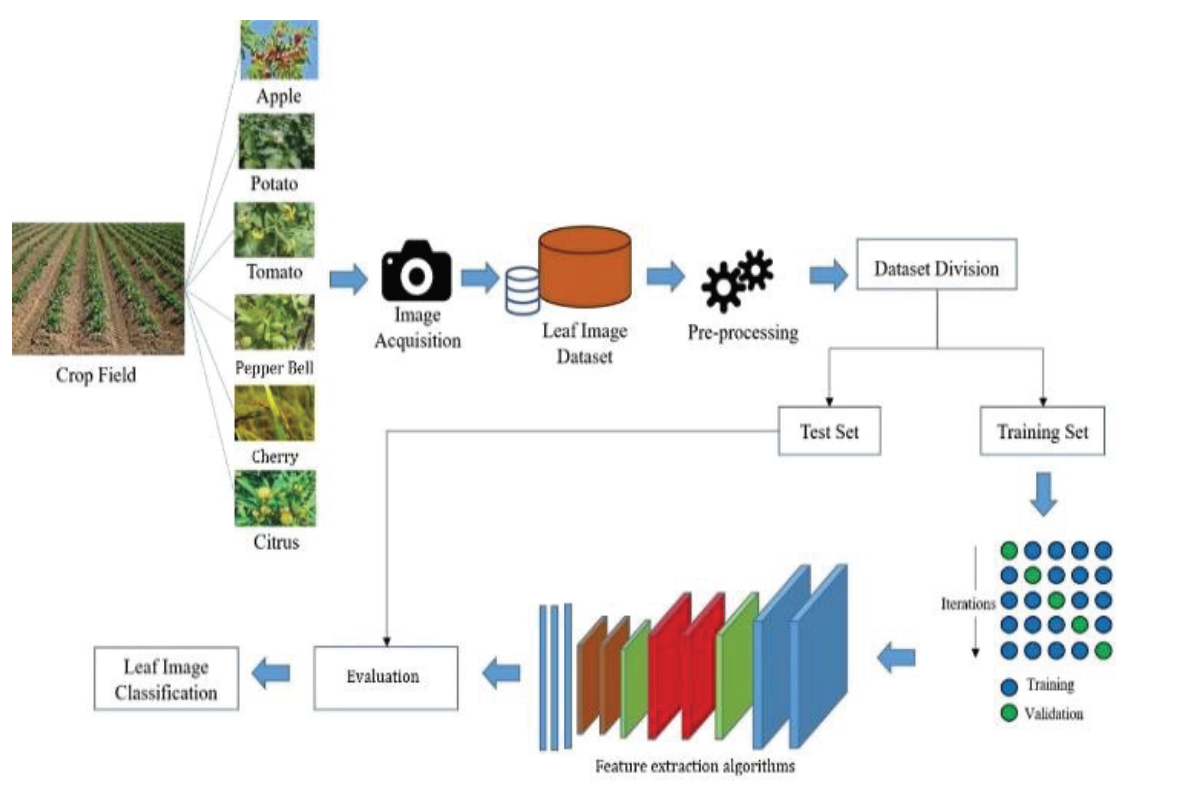 Apple
Potato
Tomato
Pepper Bell
Cherry
Citrus
Crop Field
Image
Acquisition
Leaf Image
Dataset
Pre-processing
Dataset Division
Test Set
Training Set
Iterations
Training
Validation
Feature extraction algorithms
Evaluation
Leaf Image
Classification